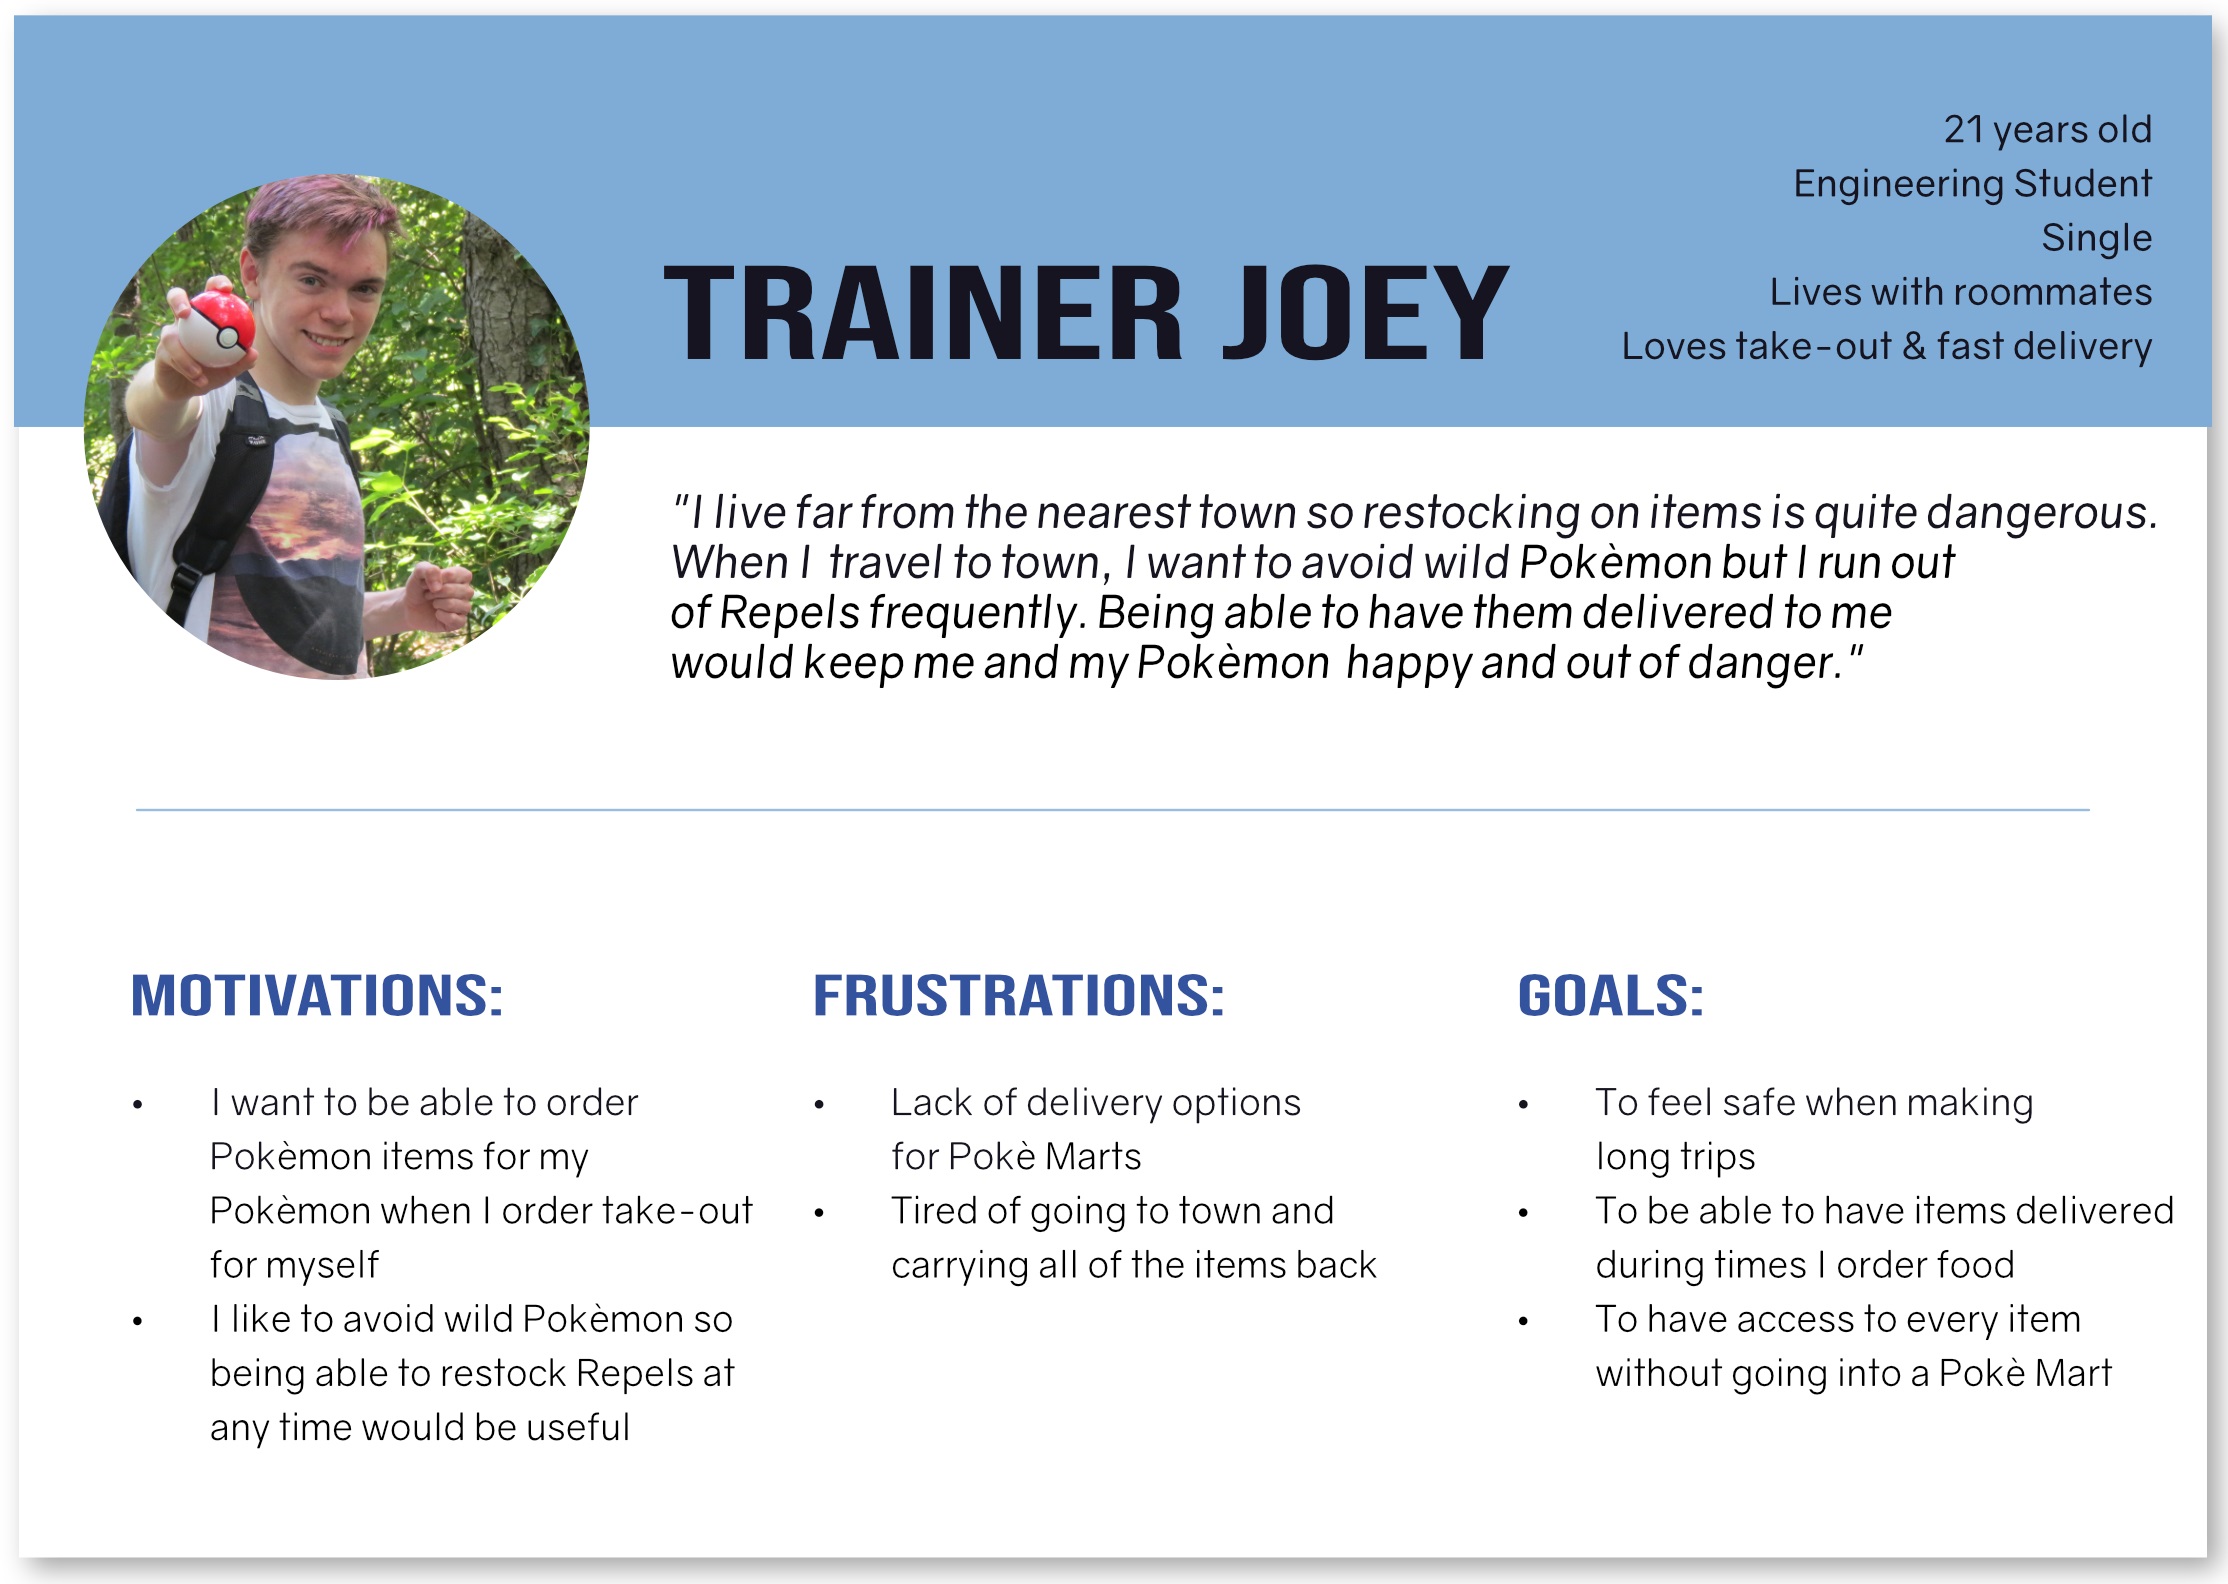 21 years old
Engineering Student
Single
Lives with roommates
Loves take-out & fast delivery
TRAINER JOEY
"I live far from the nearest town so restocking on items is quite dangerous.
When I travel to town, I want to avoid wild Pokèmon but I run out
of Repels frequently. Being able to have them delivered to me
would keep me and my Pokèmon happy and out of danger."
MOTIVATIONS:
• I want to be able to order
Pokèmon items for my
Pokèmon when I order take-out
for myself
• I like to avoid wild Pokèmon so
being able to restock Repels at
any time would be useful
FRUSTRATIONS:
• Lack of delivery options
for Pokè Marts
• Tired of going to town and
carrying all of the items back
GOALS:
• To feel safe when making
long trips
• To be able to have items delivered
during times I order food
• To have access to every item
without going into a Pokè Mart